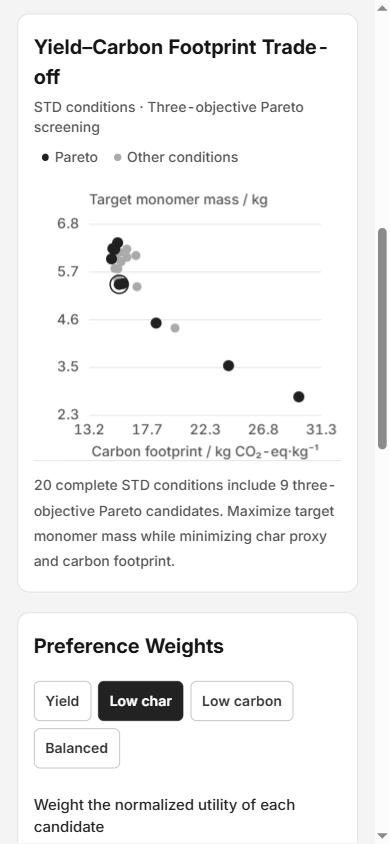 Yield–Carbon Footprint Trade-
off
STD conditions · Three-objective Pareto
screening
Pareto
Other conditions
Target monomer mass / kg
6.8
5.7
4.6
3.5
2.3
13.2 17.7 22.3 26.8 31.3
Carbon footprint / kg CO₂-eq·kg⁻¹
20 complete STD conditions include 9 three-
objective Pareto candidates. Maximize target
monomer mass while minimizing char proxy
and carbon footprint.
Preference Weights
Yield
Low char
Low carbon
Balanced
Weight the normalized utility of each
candidate